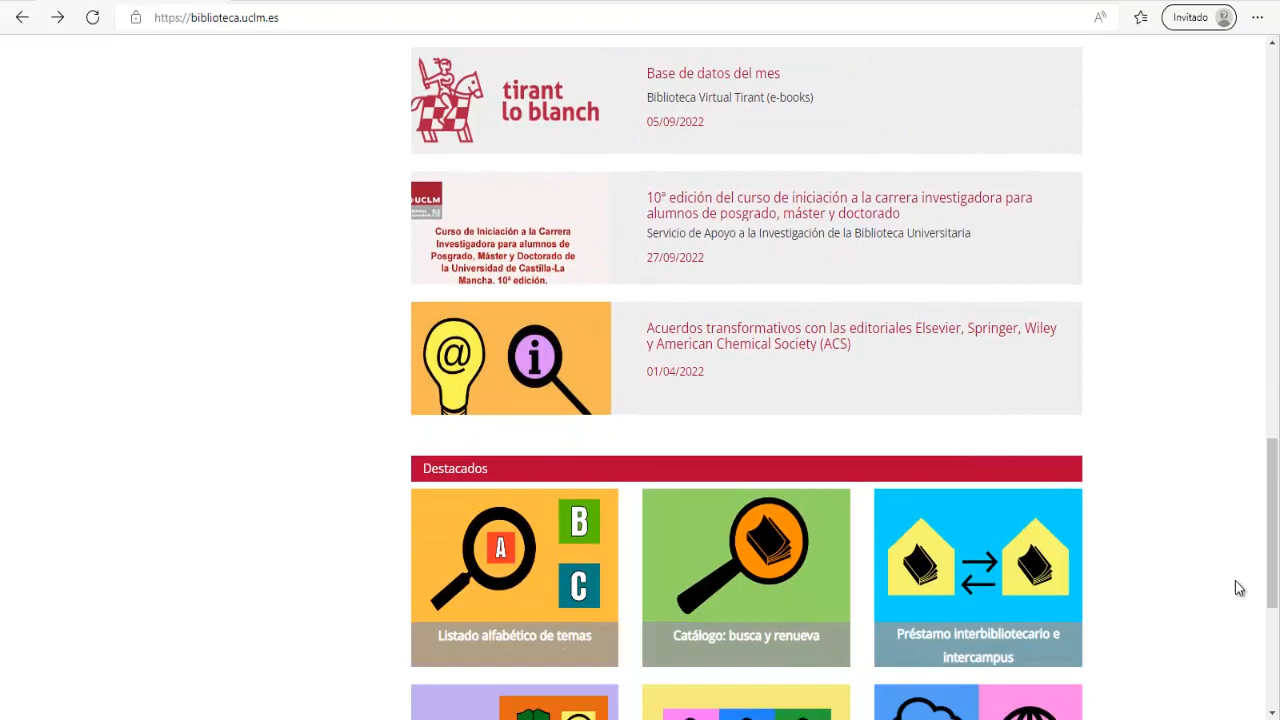 https://biblioteca.uclm.es
Invitado
tirant
lo blanch
Base de datos del mes
Biblioteca Virtual Tirant (e-books)
05/09/2022
UCLM
Curso de Iniciación a la Carrera
Investigadora para alumnos de
Posgrado, Máster y Doctorado de
la Universidad de Castilla-La
Mancha. 10ª edición.
10ª edición del curso de iniciación a la carrera investigadora para
alumnos de posgrado, máster y doctorado
Servicio de Apoyo a la Investigación de la Biblioteca Universitaria
27/09/2022
@
i
Acuerdos transformativos con las editoriales Elsevier, Springer, Wiley
y American Chemical Society (ACS)
01/04/2022
Destacados
A
B
C
Listado alfabético de temas
Catálogo: busca y renueva
Préstamo interbibliotecario e
intercampus